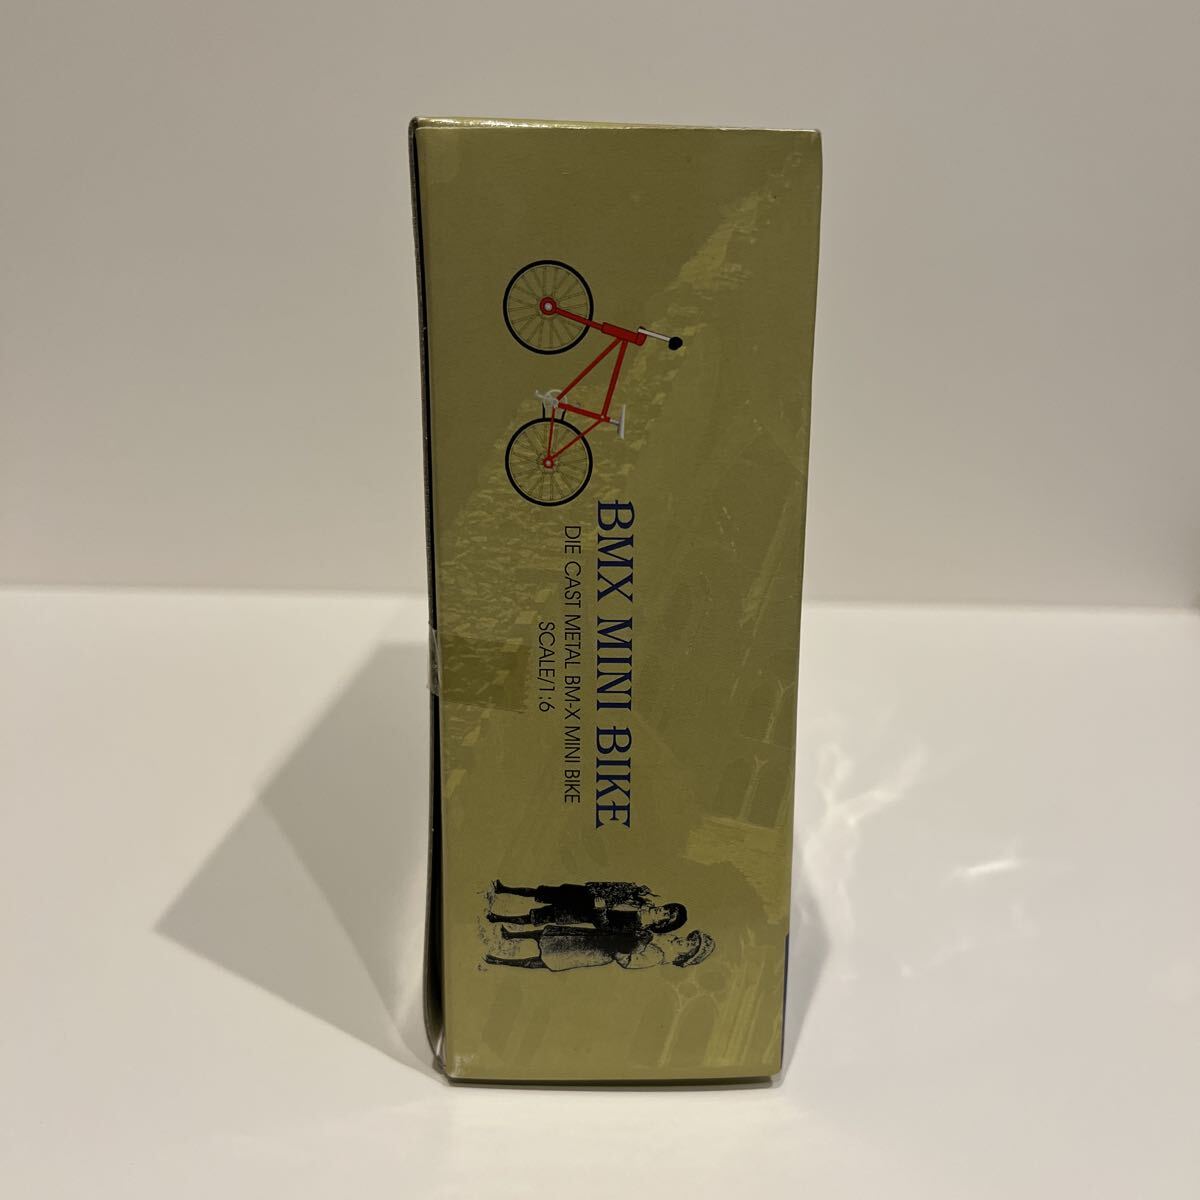 BMX MINI BIKE
DIE CAST METAL BM-X MINI BIKE
SCALE/1:6